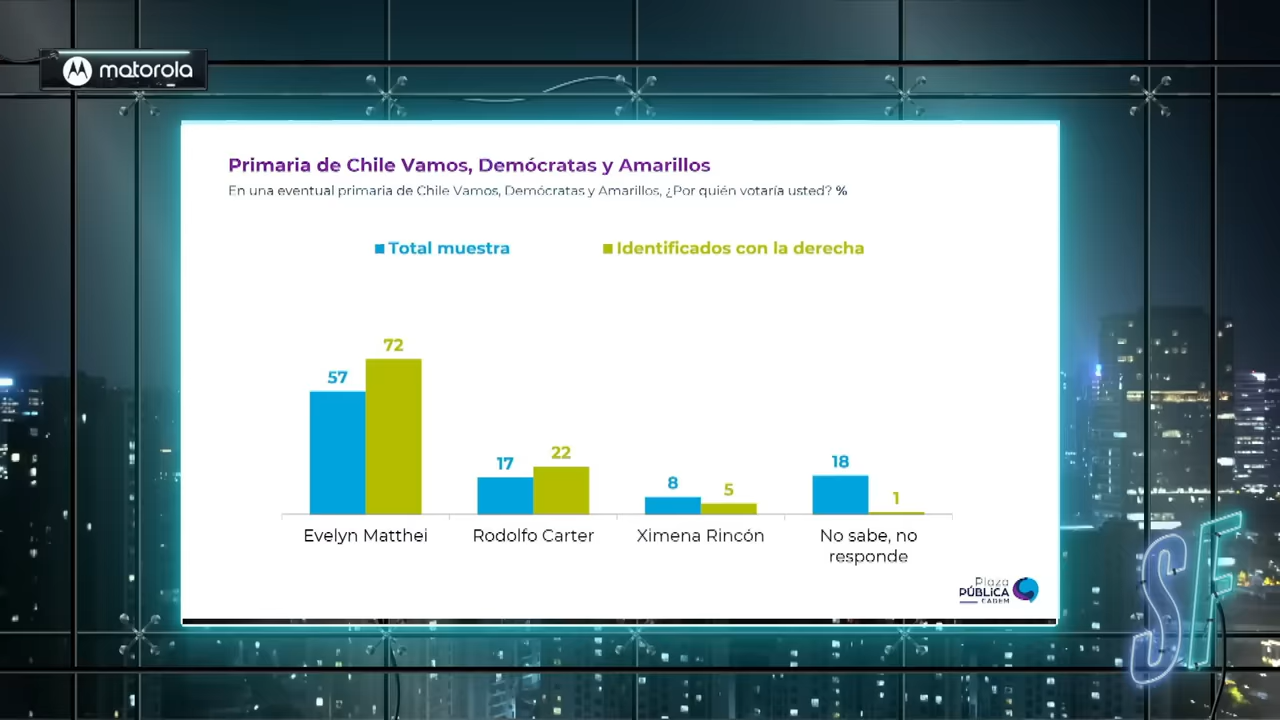 motorola
Primaria de Chile Vamos, Demócratas y Amarillos
En una eventual primaria de Chile Vamos, Demócratas y Amarillos, ¿Por quién votaría usted? %
Total muestra
Identificados con la derecha
57
72
17
22
8
5
18
1
Evelyn Matthei
Rodolfo Carter
Ximena Rincón
No sabe, no
responde
Plaza
PÚBLICA
CADEM
SF